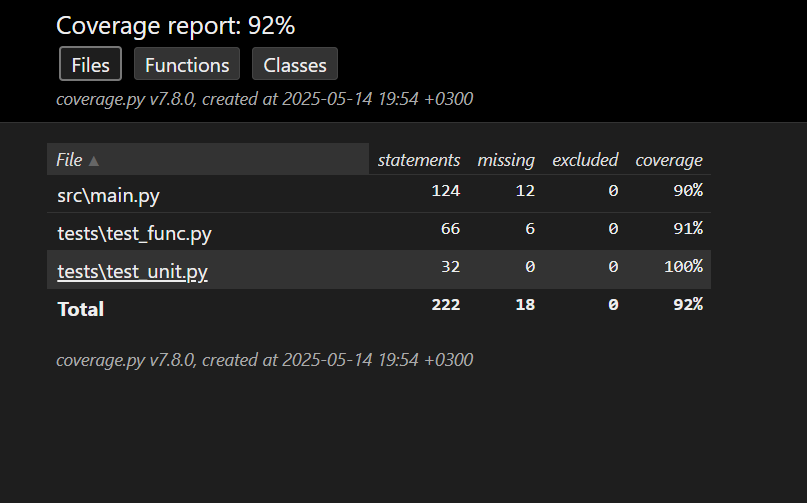 Coverage report: 92%
Files Functions Classes
coverage.py v7.8.0, created at 2025-05-14 19:54 +0300
File ▲ statements missing excluded coverage
src\main.py 124 12 0 90%
tests\test_func.py 66 6 0 91%
tests\test_unit.py 32 0 0 100%
Total 222 18 0 92%
coverage.py v7.8.0, created at 2025-05-14 19:54 +0300